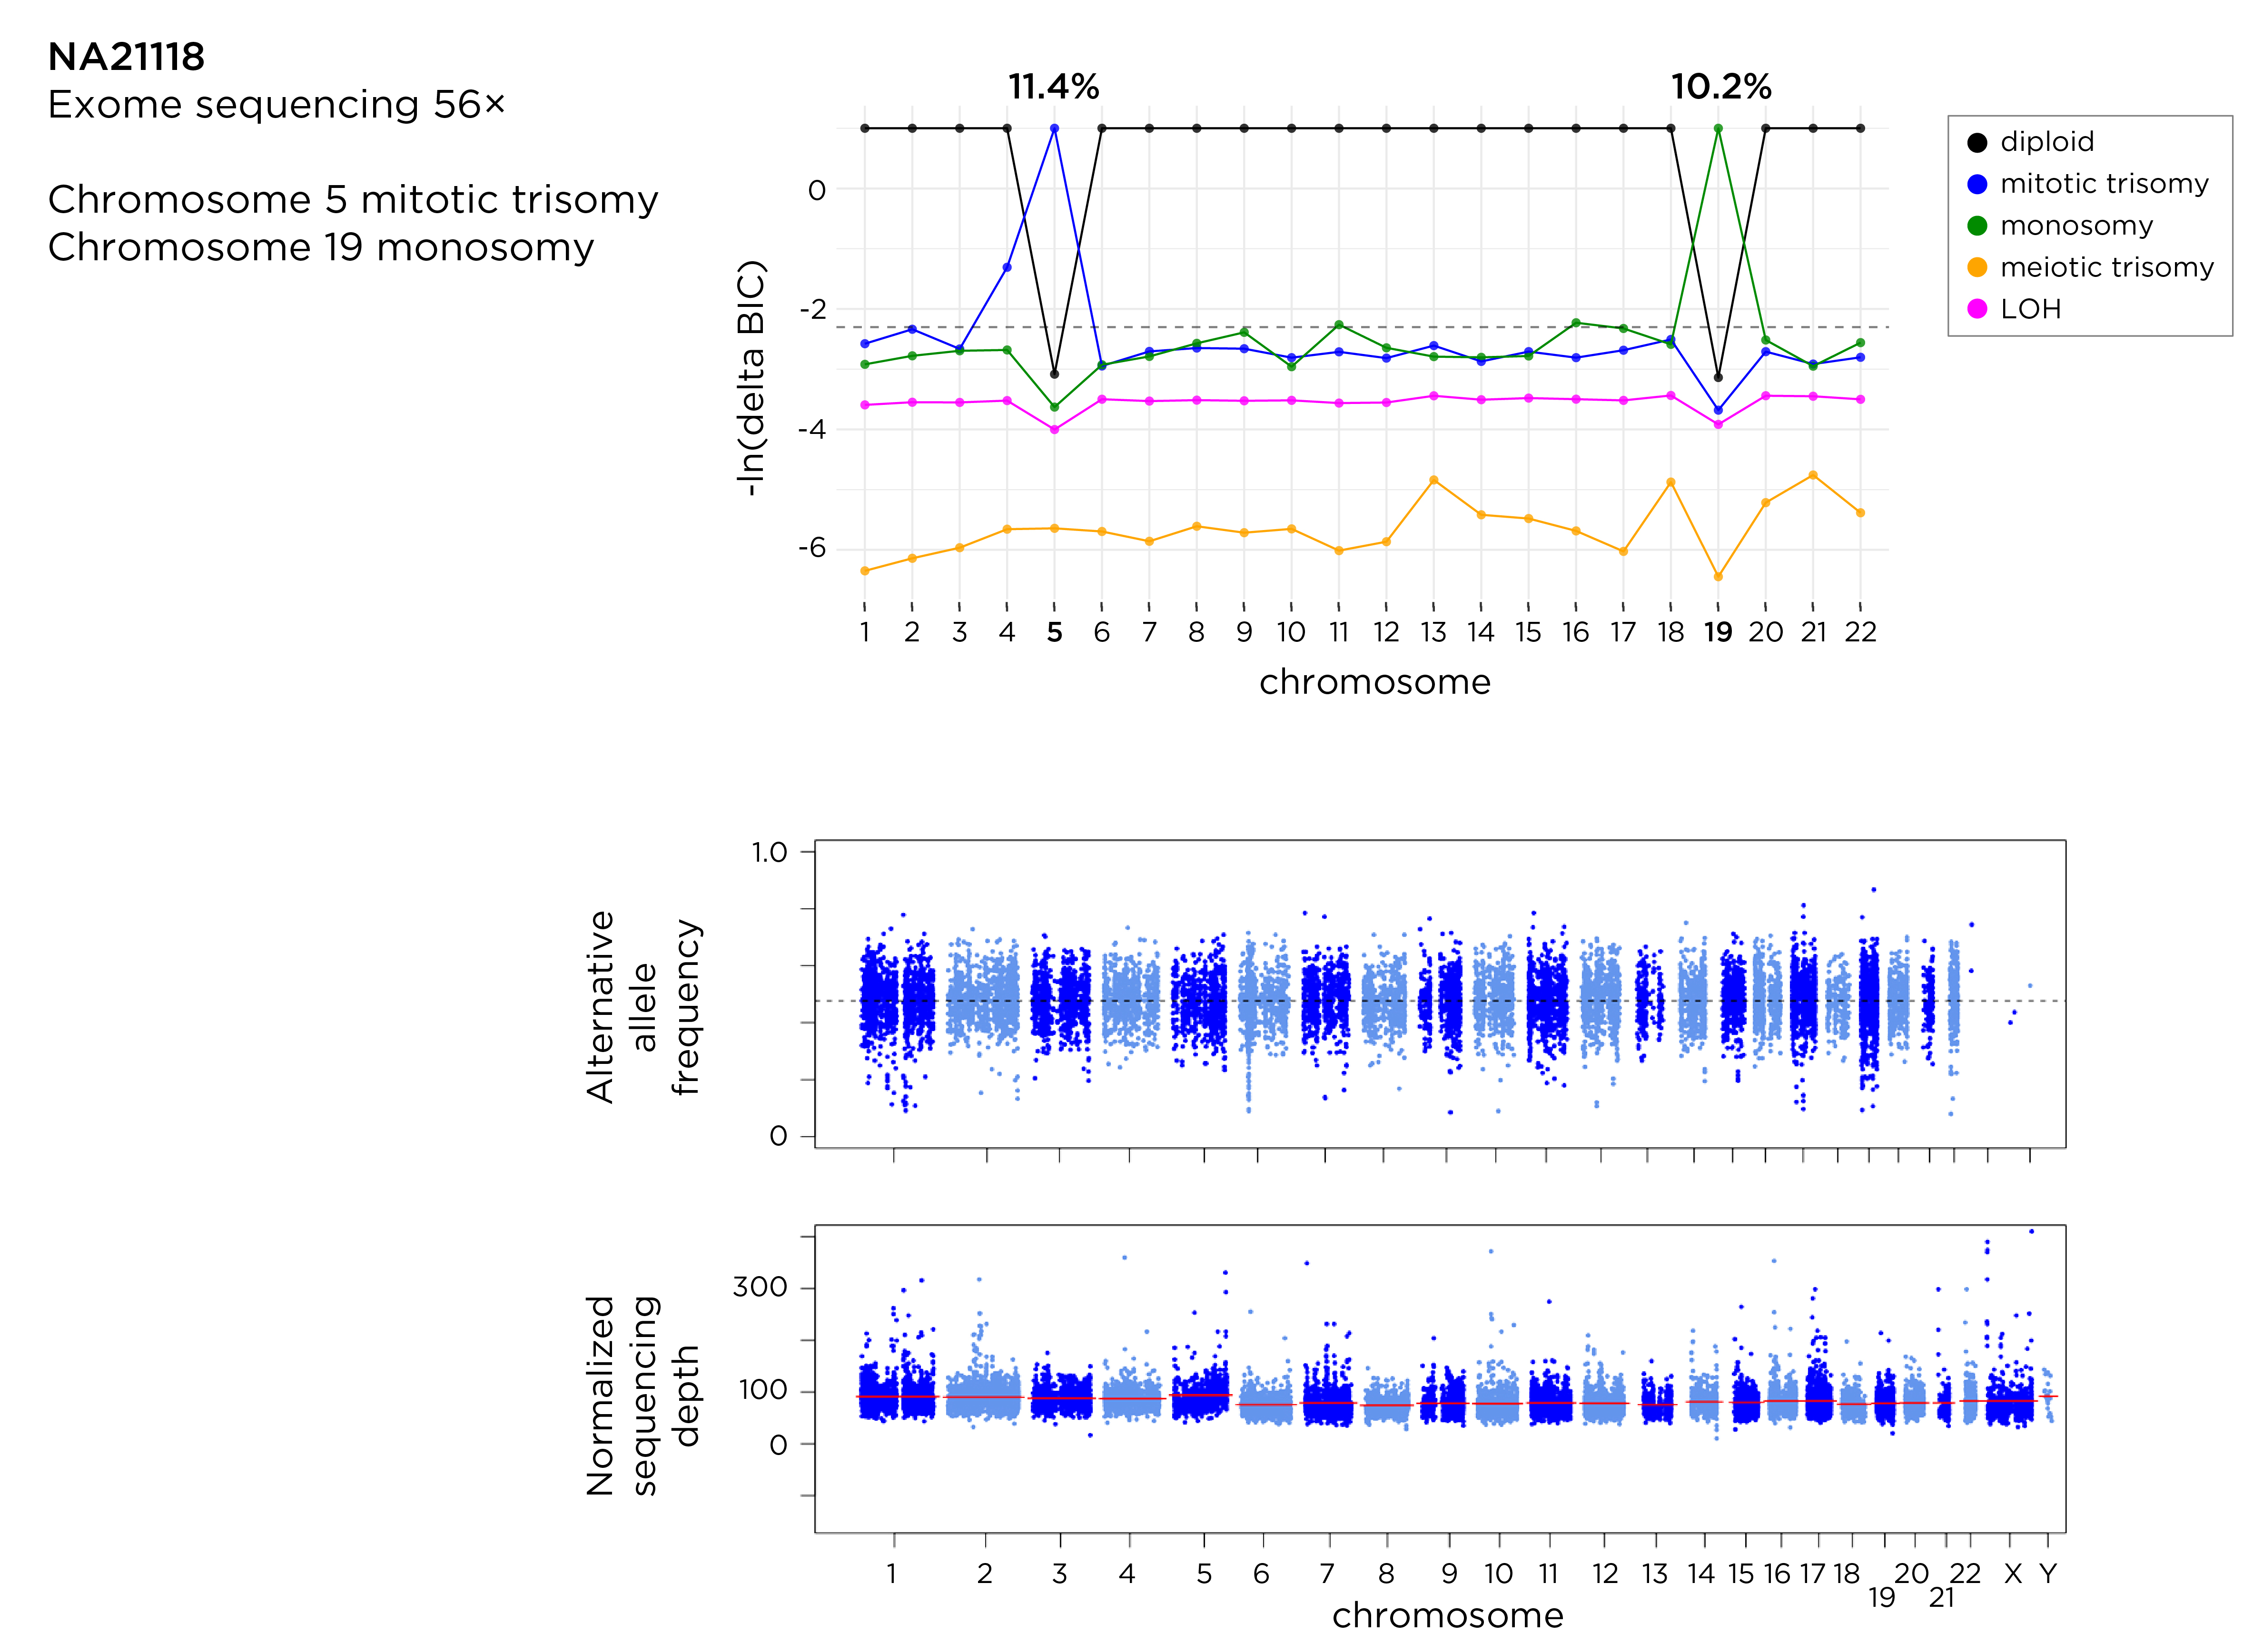 NA21118
Exome sequencing 56×
Chromosome 5 mitotic trisomy
Chromosome 19 monosomy
11.4%
10.2%
-ln(delta BIC)
0
-2
-4
-6
1 2 3 4 5 6 7 8 9 10 11 12 13 14 15 16 17 18 19 20 21 22
chromosome
diploid
mitotic trisomy
monosomy
meiotic trisomy
LOH
Alternative
allele
frequency
1.0
0
Normalized
sequencing
depth
300
100
0
1 2 3 4 5 6 7 8 9 10 11 12 13 14 15 16 17 18 20 22 X Y
19 21
chromosome